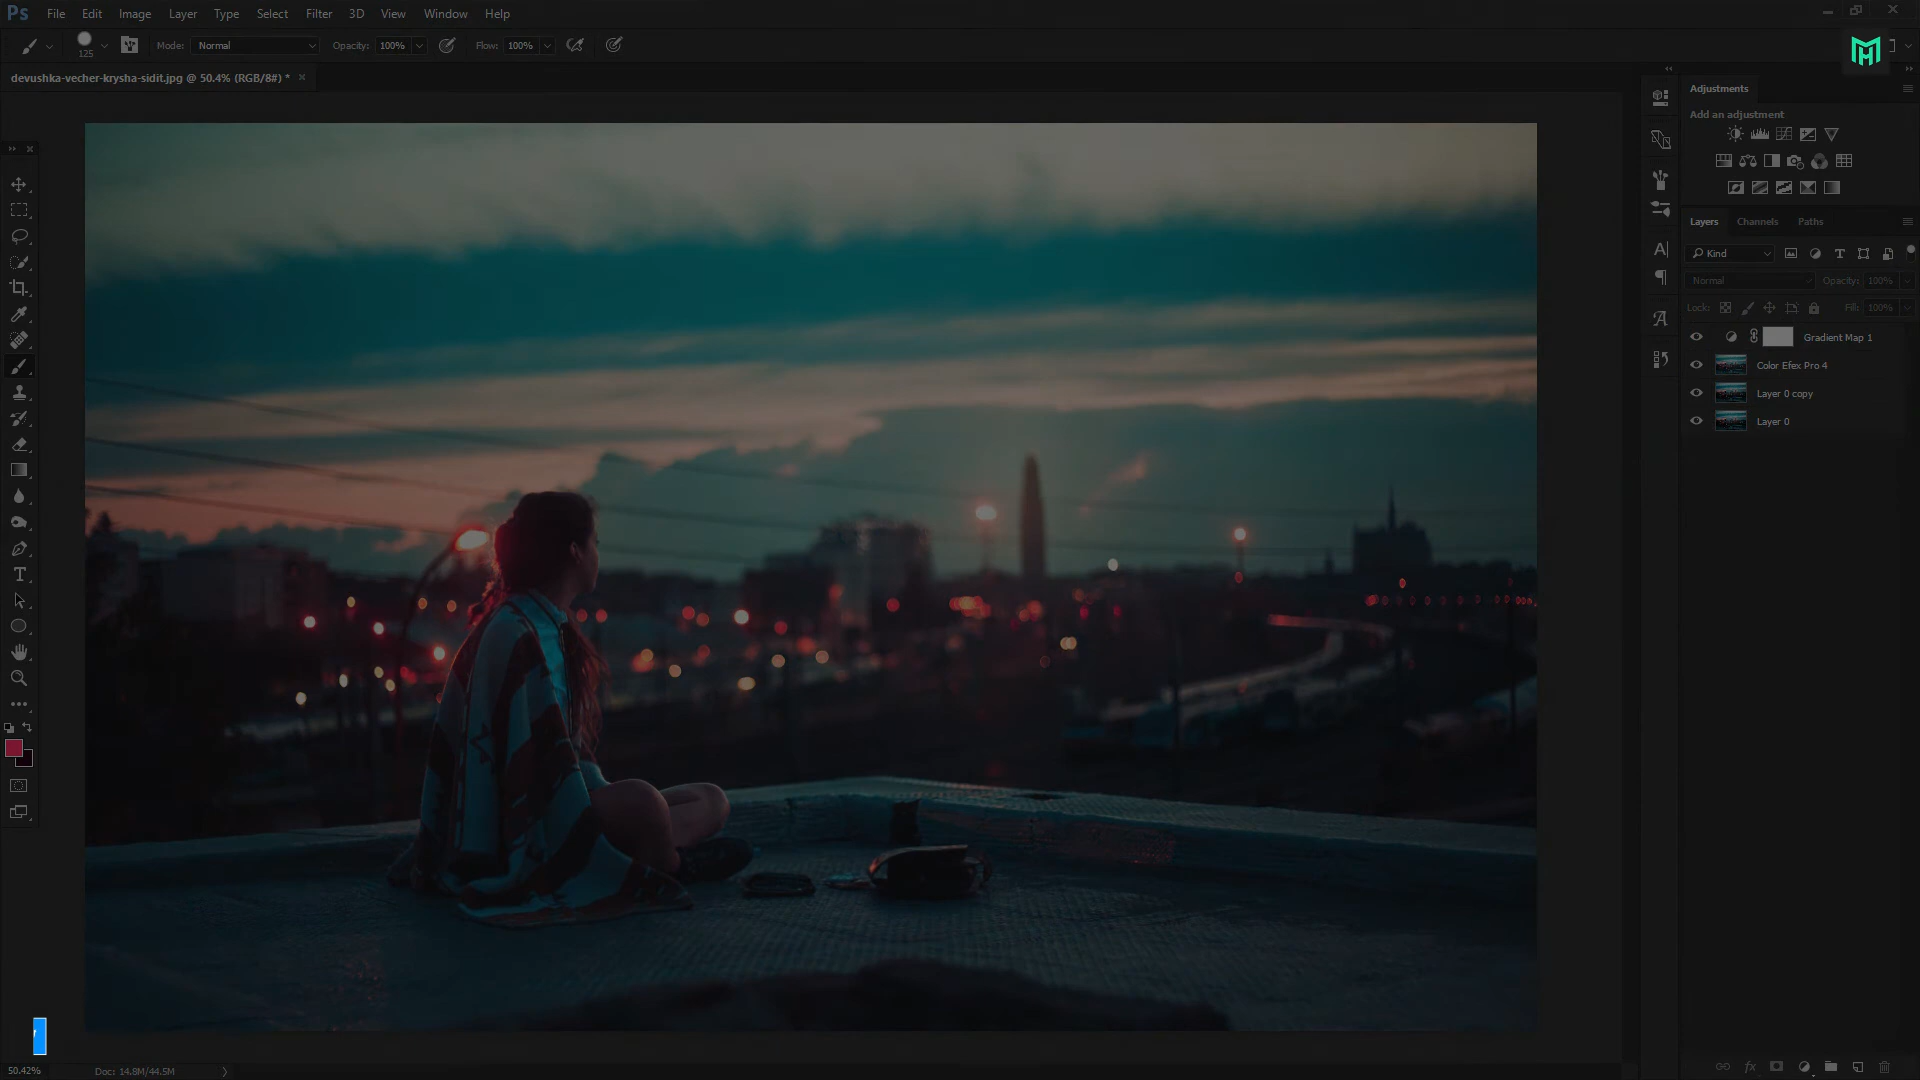 Ps File Edit Image Layer Type Select Filter 3D View Window Help
125 Mode: Normal Opacity: 100% Flow: 100%
devushka-vecher-krysha-sidit.jpg @ 50.4% (RGB/8#) *
Adjustments
Add an adjustment
Layers Channels Paths
Kind
Normal Opacity: 100%
Lock: Fill: 100%
Gradient Map 1
Color Efex Pro 4
Layer 0 copy
Layer 0
50.42% Doc: 14.8M/44.5M